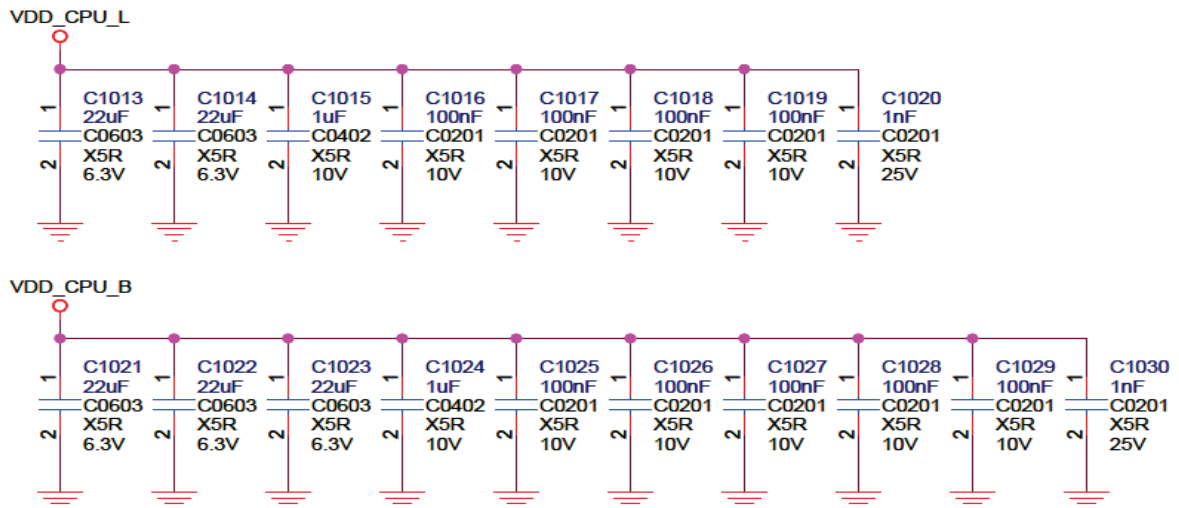 VDD_CPU_L
1 C1013 1 C1014 1 C1015 1 C1016 1 C1017 1 C1018 1 C1019 1 C1020
22uF 22uF 1uF 100nF 100nF 100nF 100nF 1nF
C0603 C0603 C0402 C0201 C0201 C0201 C0201 C0201
2 X5R 2 X5R 2 X5R 2 X5R 2 X5R 2 X5R 2 X5R 2 X5R
6.3V 6.3V 10V 10V 10V 10V 10V 25V
VDD_CPU_B
1 C1021 1 C1022 1 C1023 1 C1024 1 C1025 1 C1026 1 C1027 1 C1028 1 C1029 1 C1030
22uF 22uF 22uF 1uF 100nF 100nF 100nF 100nF 100nF 1nF
C0603 C0603 C0603 C0402 C0201 C0201 C0201 C0201 C0201 C0201
2 X5R 2 X5R 2 X5R 2 X5R 2 X5R 2 X5R 2 X5R 2 X5R 2 X5R 2 X5R
6.3V 6.3V 6.3V 10V 10V 10V 10V 10V 10V 25V